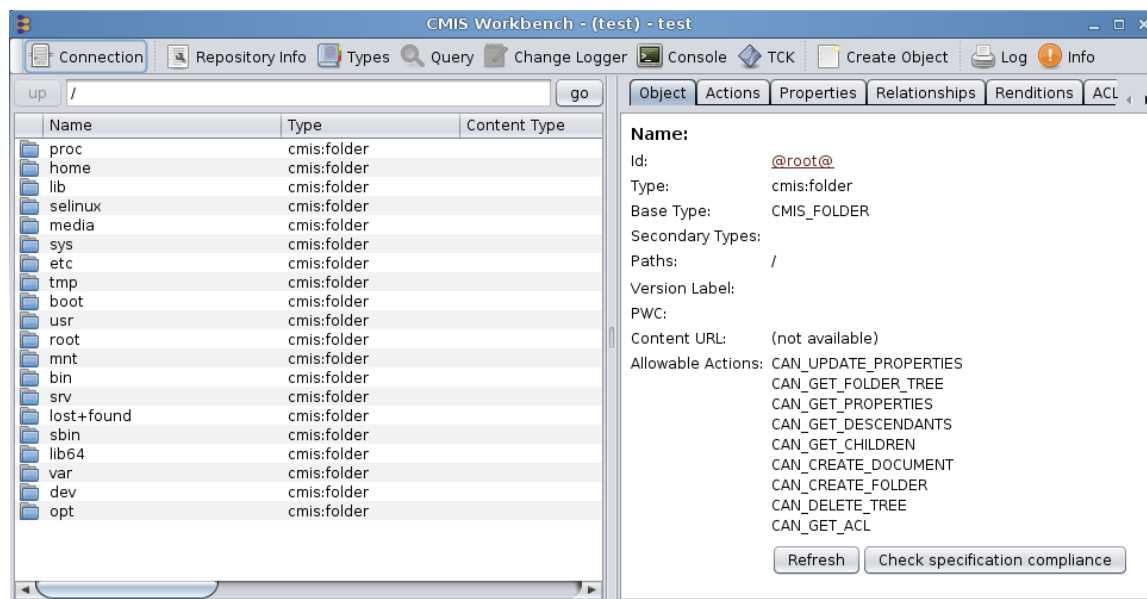 CMIS Workbench - (test) - test
Connection Repository Info Types Query Change Logger Console TCK Create Object Log Info
up / go
Name Type Content Type
proc cmis:folder
home cmis:folder
lib cmis:folder
selinux cmis:folder
media cmis:folder
sys cmis:folder
etc cmis:folder
tmp cmis:folder
boot cmis:folder
usr cmis:folder
root cmis:folder
mnt cmis:folder
bin cmis:folder
srv cmis:folder
lost+found cmis:folder
sbin cmis:folder
lib64 cmis:folder
var cmis:folder
dev cmis:folder
opt cmis:folder
Object Actions Properties Relationships Renditions ACL
Name:
Id: @root@
Type: cmis:folder
Base Type: CMIS_FOLDER
Secondary Types:
Paths: /
Version Label:
PWC:
Content URL: (not available)
Allowable Actions: CAN_UPDATE_PROPERTIES
CAN_GET_FOLDER_TREE
CAN_GET_PROPERTIES
CAN_GET_DESCENDANTS
CAN_GET_CHILDREN
CAN_CREATE_DOCUMENT
CAN_CREATE_FOLDER
CAN_DELETE_TREE
CAN_GET_ACL
Refresh Check specification compliance